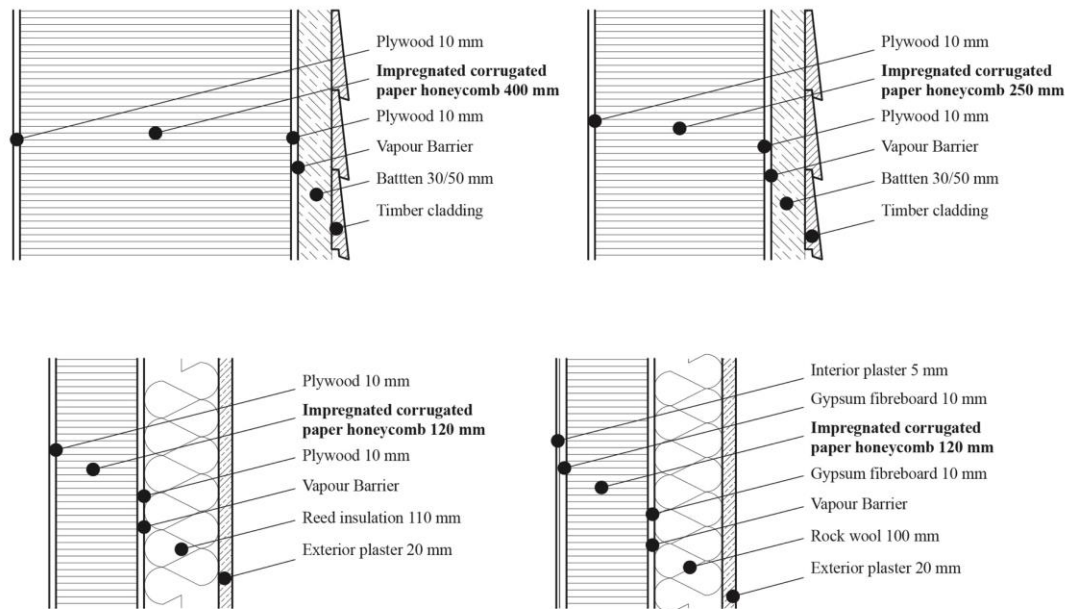 Plywood 10 mm
Impregnated corrugated
paper honeycomb 400 mm
Plywood 10 mm
Vapour Barrier
Battten 30/50 mm
Timber cladding
Plywood 10 mm
Impregnated corrugated
paper honeycomb 250 mm
Plywood 10 mm
Vapour Barrier
Battten 30/50 mm
Timber cladding
Plywood 10 mm
Impregnated corrugated
paper honeycomb 120 mm
Plywood 10 mm
Vapour Barrier
Reed insulation 110 mm
Exterior plaster 20 mm
Interior plaster 5 mm
Gypsum fibreboard 10 mm
Impregnated corrugated
paper honeycomb 120 mm
Gypsum fibreboard 10 mm
Vapour Barrier
Rock wool 100 mm
Exterior plaster 20 mm